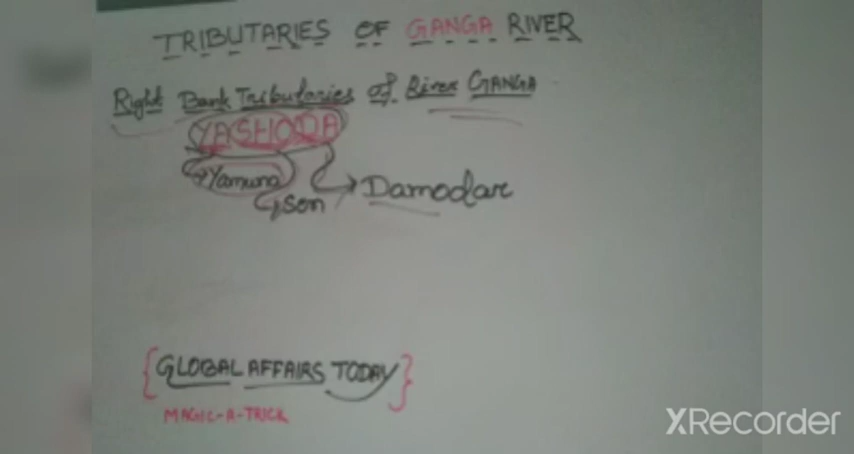 TRIBUTARIES OF GANGA RIVER
Right Bank Tributaries of River GANGA
YASHODA
Yamuna
Son
Damodar
{GLOBAL AFFAIRS TODAY}
MAGIC-A-TRICK
XRecorder